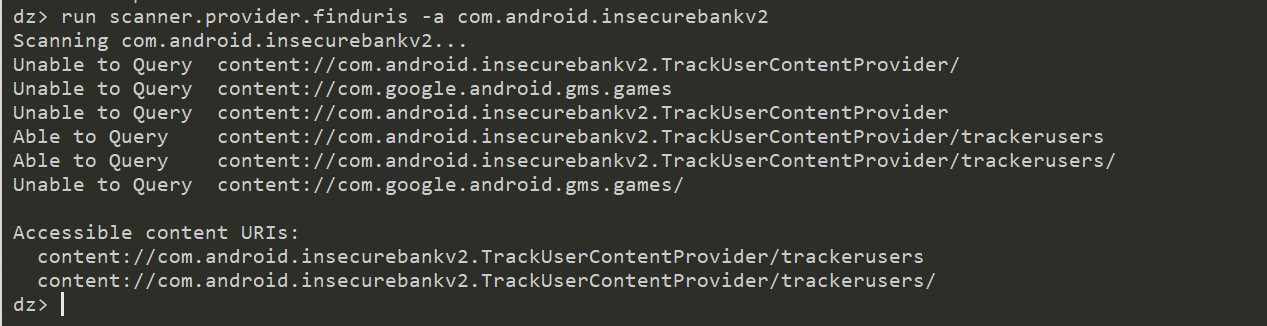 dz> run scanner.provider.finduris -a com.android.insecurebankv2
Scanning com.android.insecurebankv2...
Unable to Query  content://com.android.insecurebankv2.TrackUserContentProvider/
Unable to Query  content://com.google.android.gms.games
Unable to Query  content://com.android.insecurebankv2.TrackUserContentProvider
Able to Query    content://com.android.insecurebankv2.TrackUserContentProvider/trackerusers
Able to Query    content://com.android.insecurebankv2.TrackUserContentProvider/trackerusers/
Unable to Query  content://com.google.android.gms.games/

Accessible content URIs:
  content://com.android.insecurebankv2.TrackUserContentProvider/trackerusers
  content://com.android.insecurebankv2.TrackUserContentProvider/trackerusers/
dz>